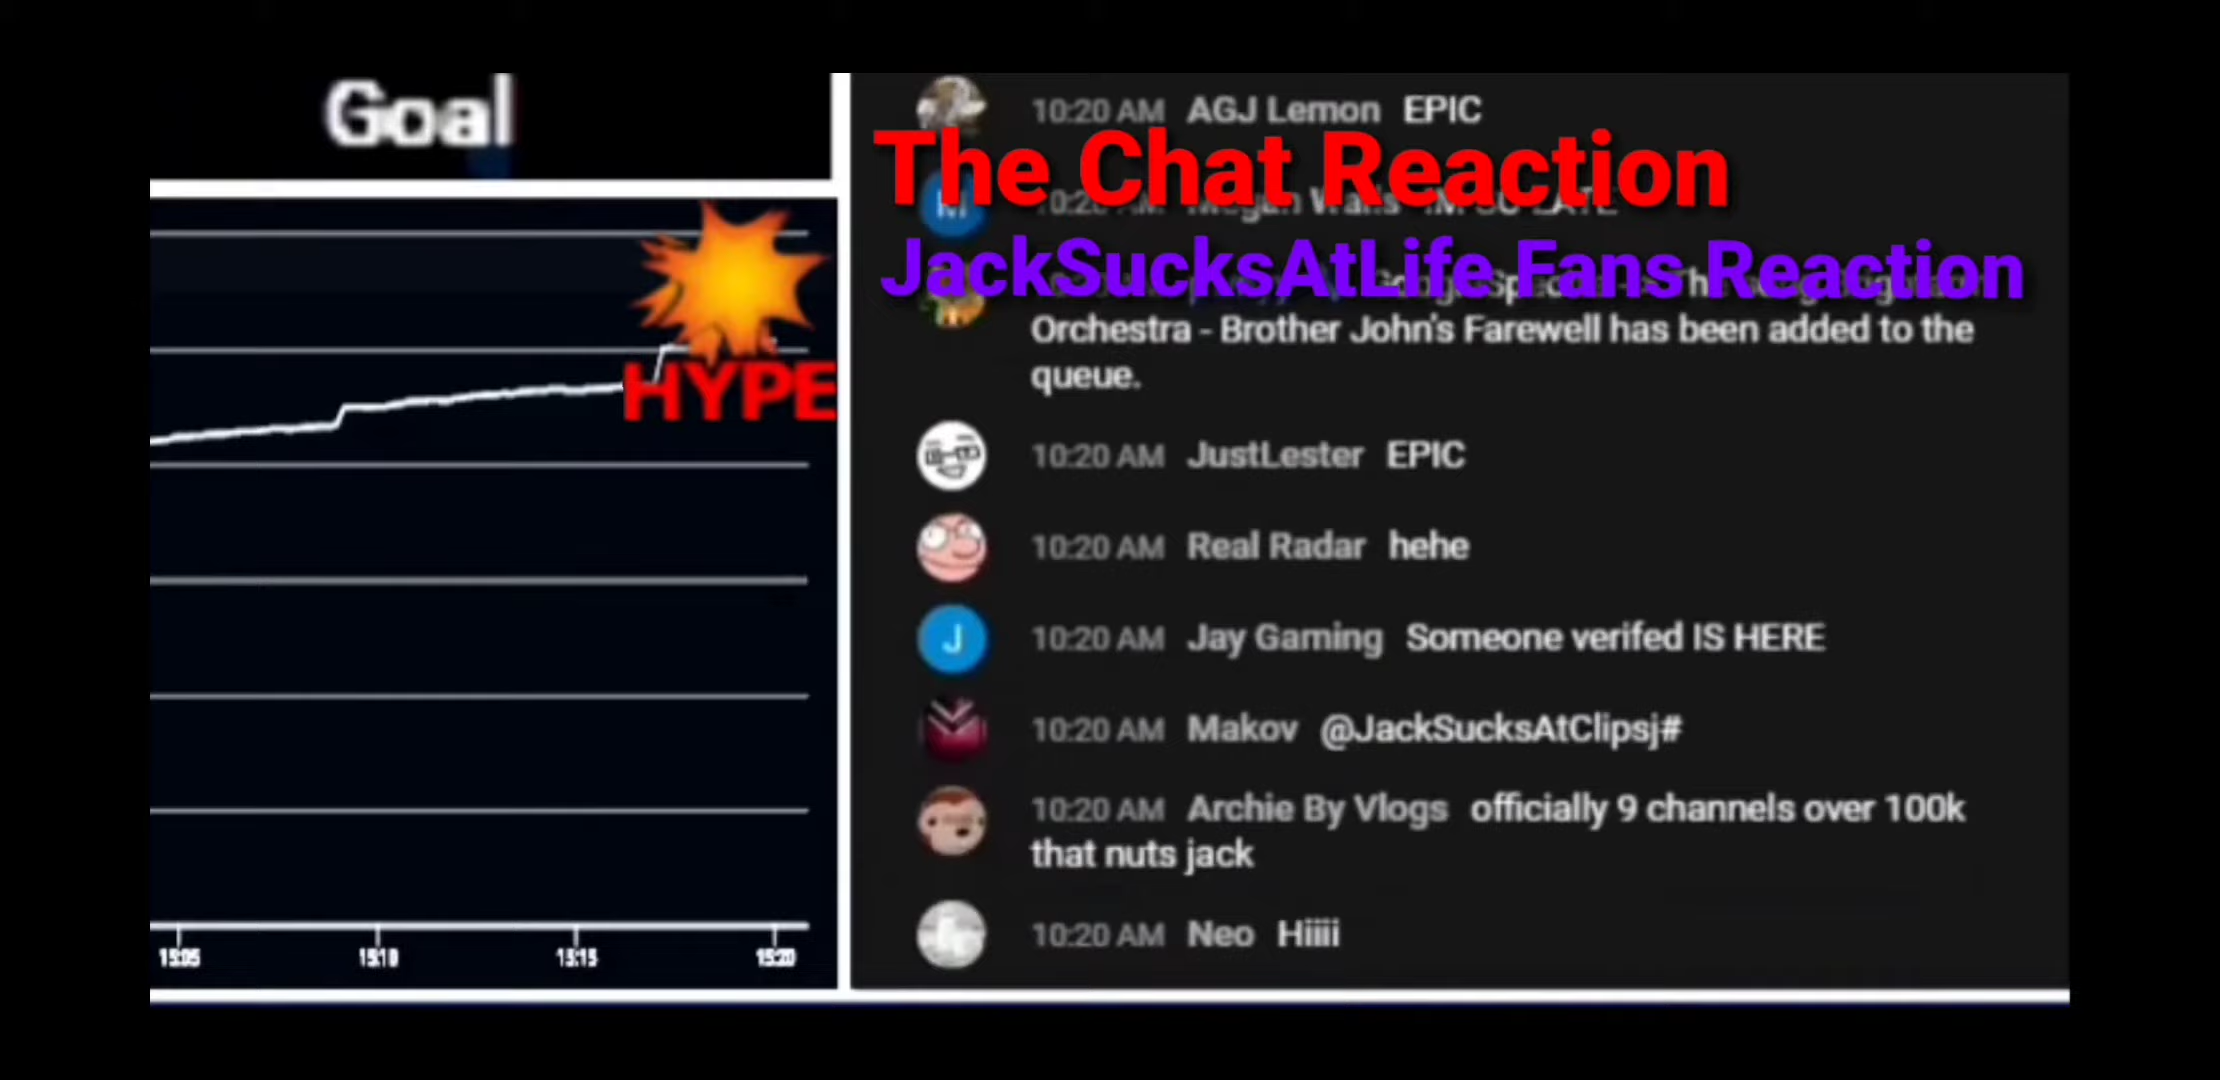 Goal
HYPE
15:05 15:10 15:15 15:20
10:20 AM AGJ Lemon EPIC
The Chat Reaction
JackSucksAtLife Fans Reaction
Orchestra - Brother John's Farewell has been added to the
queue.
10:20 AM JustLester EPIC
10:20 AM Real Radar hehe
J
10:20 AM Jay Gaming Someone verifed IS HERE
10:20 AM Makov @JackSucksAtClipsj#
10:20 AM Archie By Vlogs officially 9 channels over 100k
that nuts jack
10:20 AM Neo Hiiii